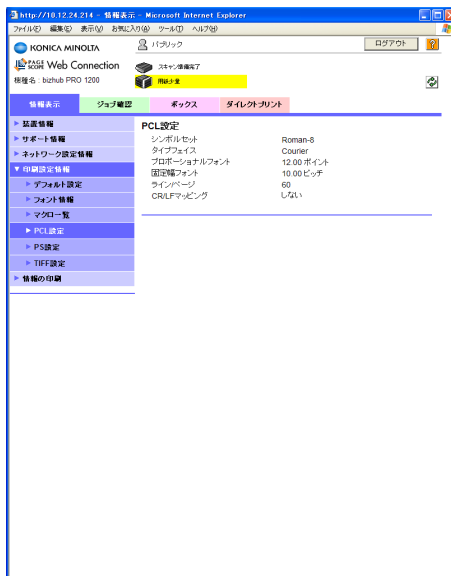 http://10.12.24.214 - 情報表示 - Microsoft Internet Explorer
ファイル(F) 編集(E) 表示(V) お気に入り(A) ツール(T) ヘルプ(H)
KONICA MINOLTA
パブリック
ログアウト
?
PAGE SCOPE Web Connection
スキャン準備完了
機種名 : bizhub PRO 1200
用紙少量
情報表示 ジョブ確認 ボックス ダイレクトプリント
装置情報
サポート情報
ネットワーク設定情報
印刷設定情報
デフォルト設定
フォント情報
マクロ一覧
PCL設定
PS設定
TIFF設定
情報の印刷
PCL設定
シンボルセット Roman-8
タイプフェイス Courier
プロポーショナルフォント 12.00 ポイント
固定幅フォント 10.00 ピッチ
ライン/ページ 60
CR/LFマッピング しない